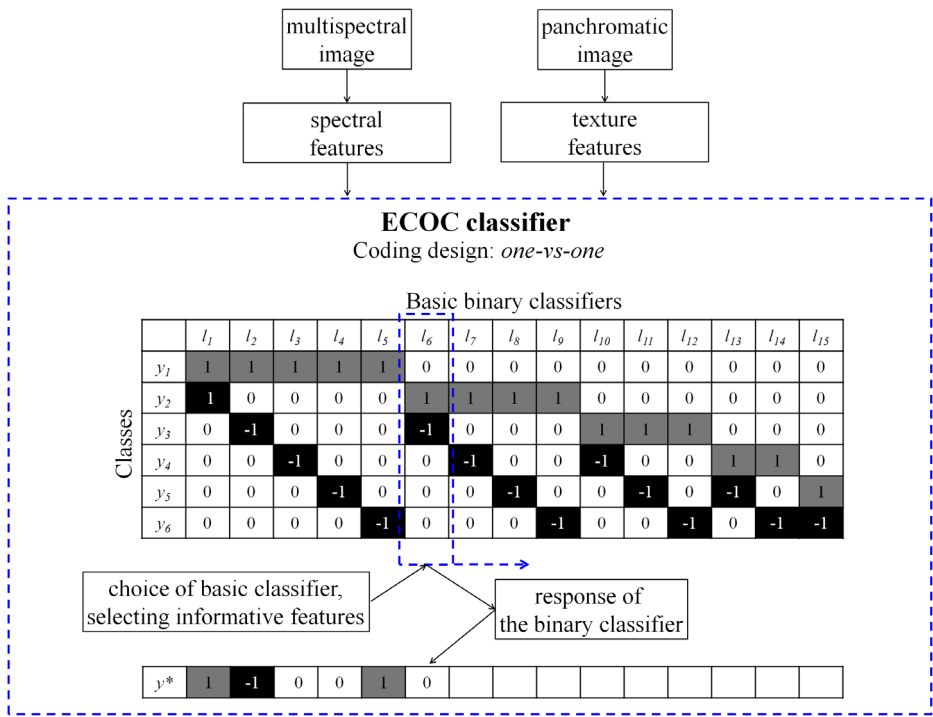 multispectral
image
panchromatic
image
spectral
features
texture
features
ECOC classifier
Coding design: one-vs-one
Basic binary classifiers
l1 l2 l3 l4 l5 l6 l7 l8 l9 l10 l11 l12 l13 l14 l15
Classes
y1 1 1 1 1 1 0 0 0 0 0 0 0 0 0 0
y2 1 0 0 0 0 1 1 1 1 0 0 0 0 0 0
y3 0 -1 0 0 0 -1 0 0 0 1 1 1 0 0 0
y4 0 0 -1 0 0 0 -1 0 0 -1 0 0 1 1 0
y5 0 0 0 -1 0 0 0 -1 0 0 -1 0 -1 0 1
y6 0 0 0 0 -1 0 0 0 -1 0 0 -1 0 -1 -1
choice of basic classifier,
selecting informative features
response of
the binary classifier
y* 1 -1 0 0 1 0